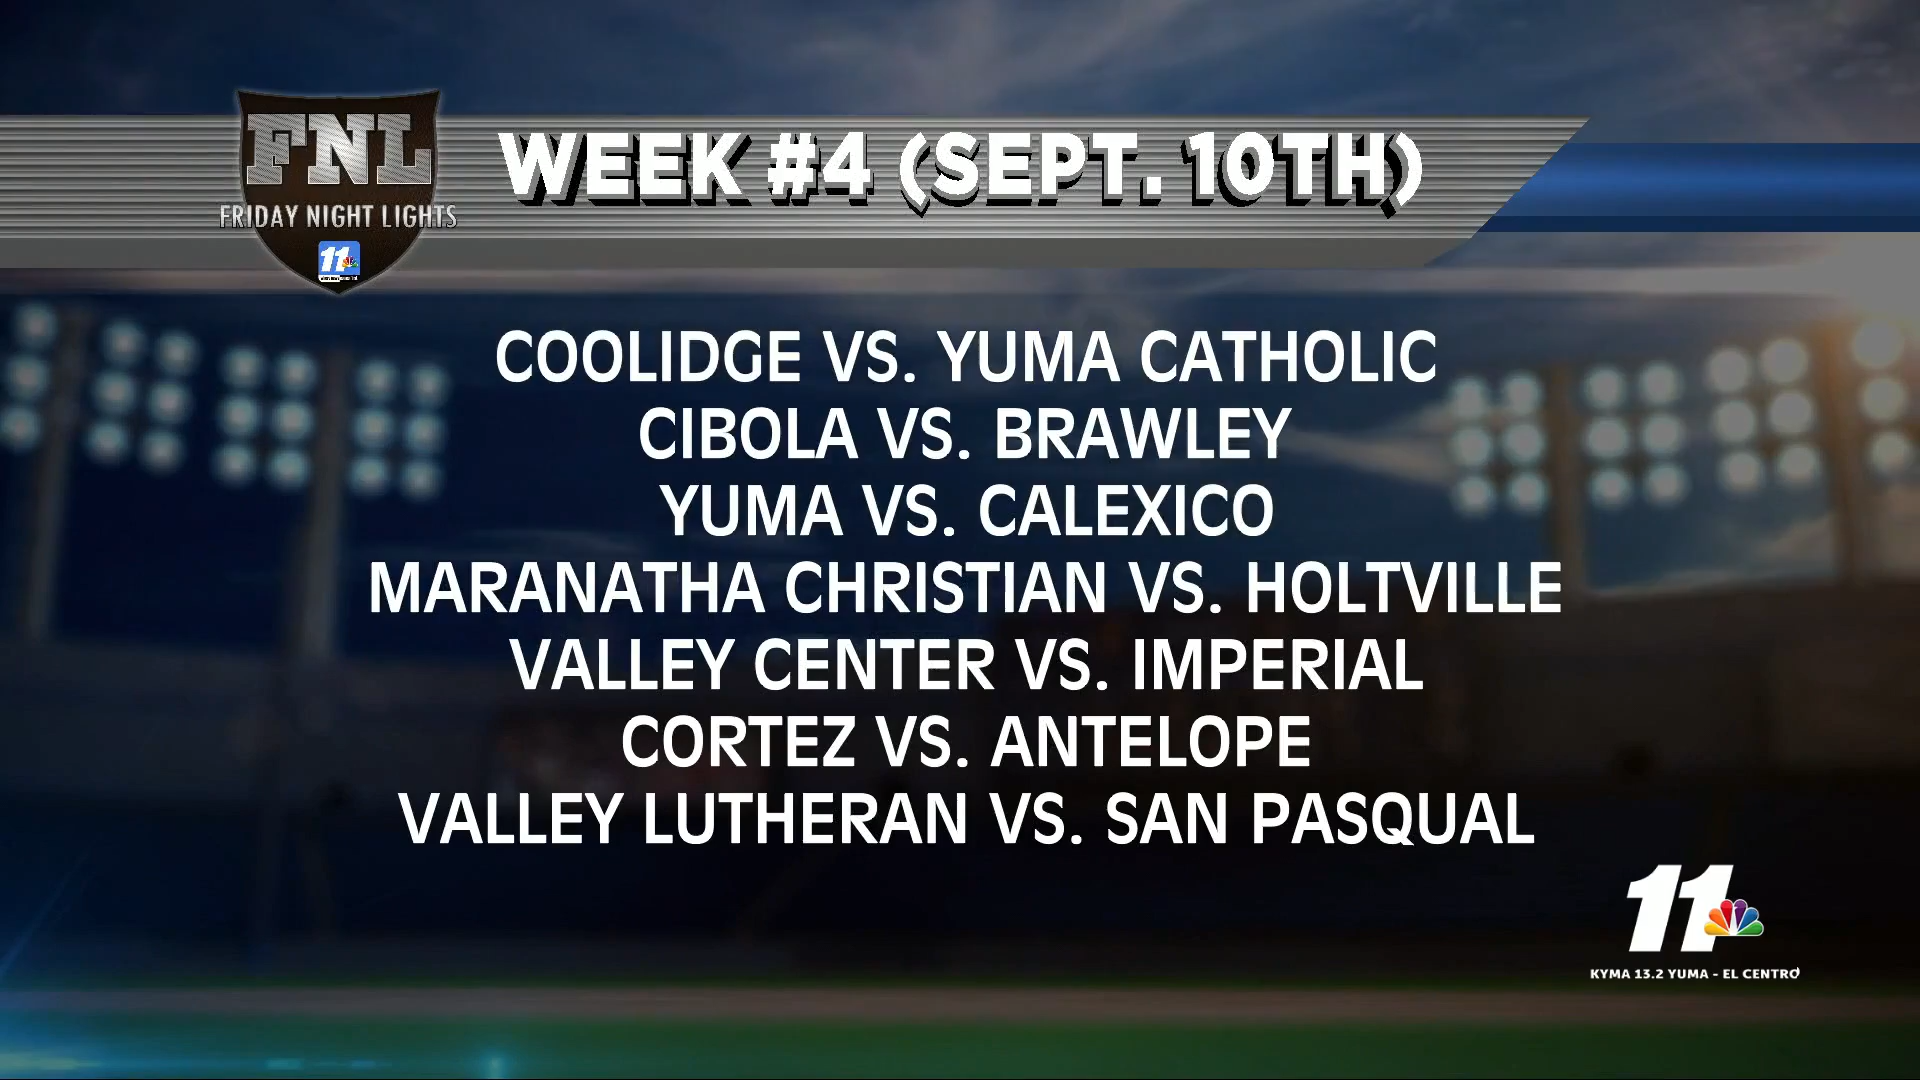 FNL
FRIDAY NIGHT LIGHTS
11
WEEK #4 (SEPT. 10TH)
COOLIDGE VS. YUMA CATHOLIC
CIBOLA VS. BRAWLEY
YUMA VS. CALEXICO
MARANATHA CHRISTIAN VS. HOLTVILLE
VALLEY CENTER VS. IMPERIAL
CORTEZ VS. ANTELOPE
VALLEY LUTHERAN VS. SAN PASQUAL
11
KYMA 13.2 YUMA - EL CENTRO